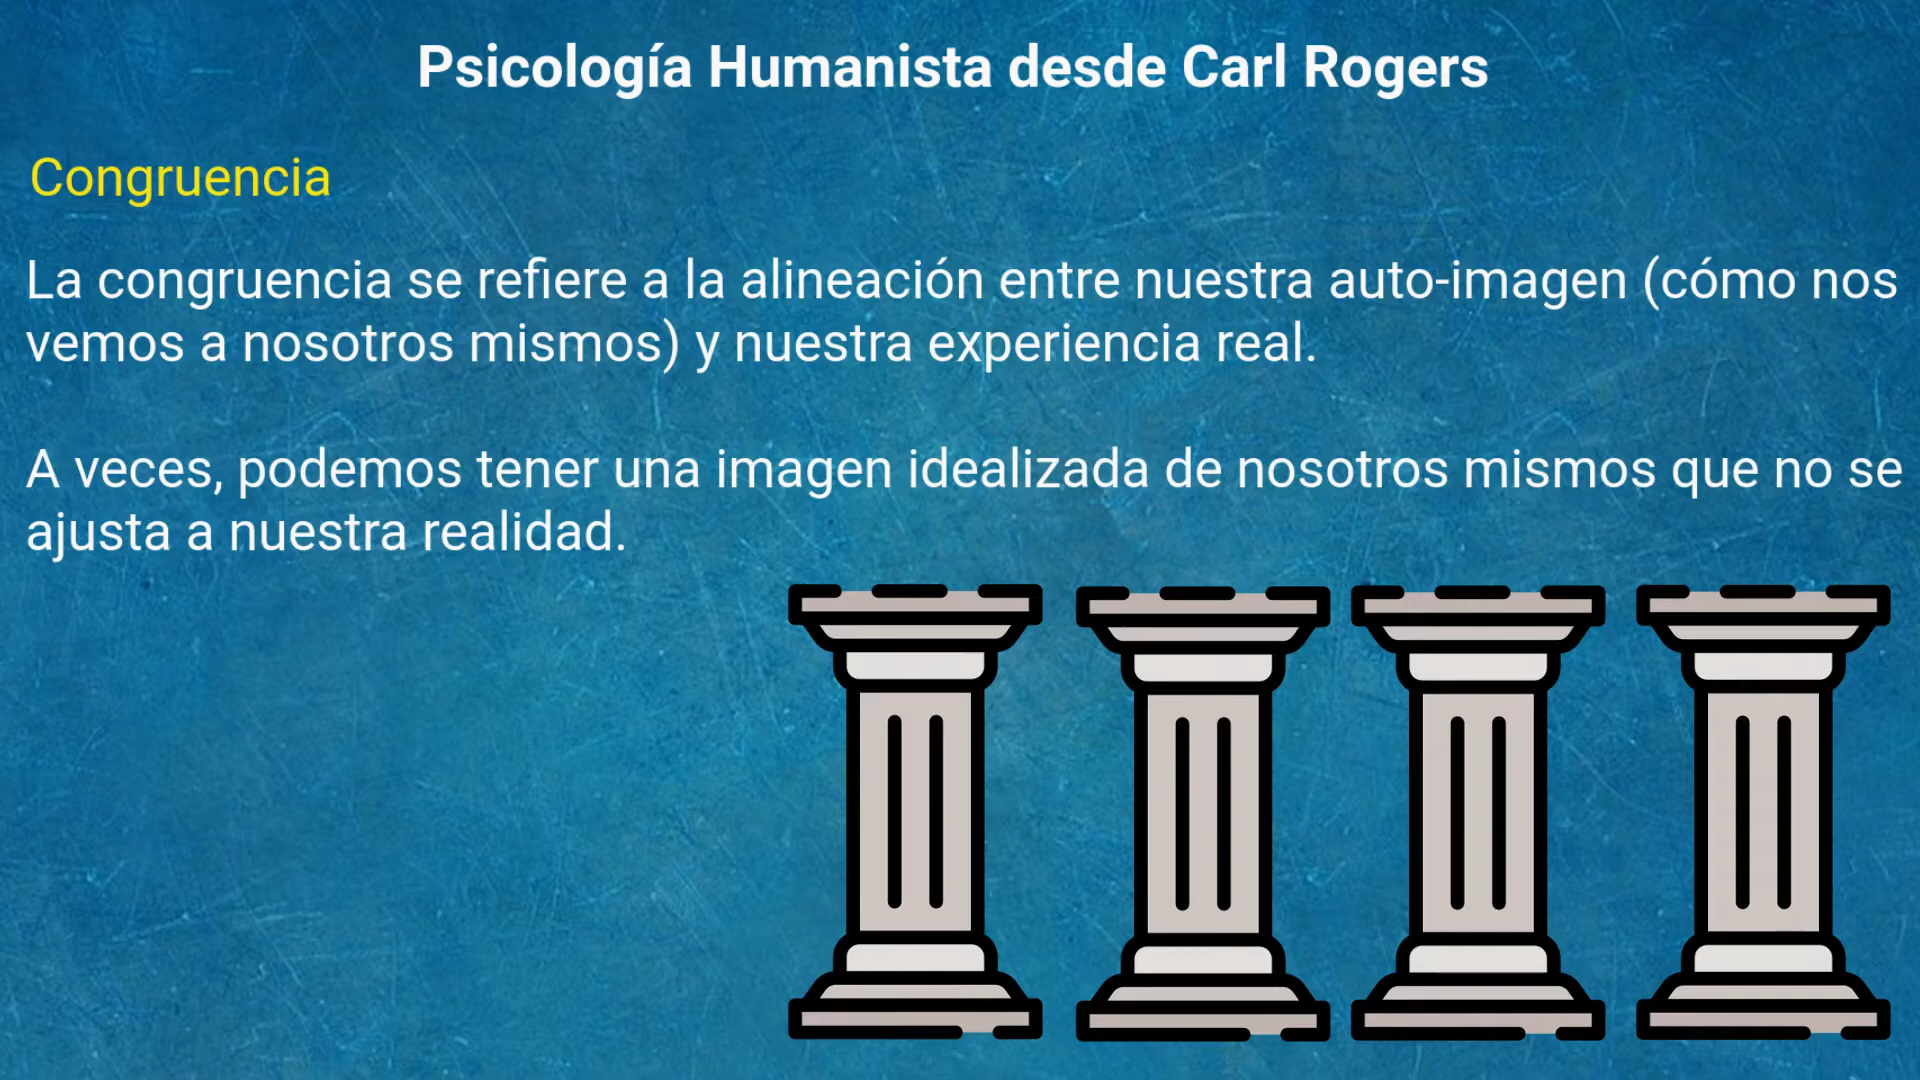 Psicología Humanista desde Carl Rogers
Congruencia
La congruencia se refiere a la alineación entre nuestra auto-imagen (cómo nos
vemos a nosotros mismos) y nuestra experiencia real.
A veces, podemos tener una imagen idealizada de nosotros mismos que no se
ajusta a nuestra realidad.